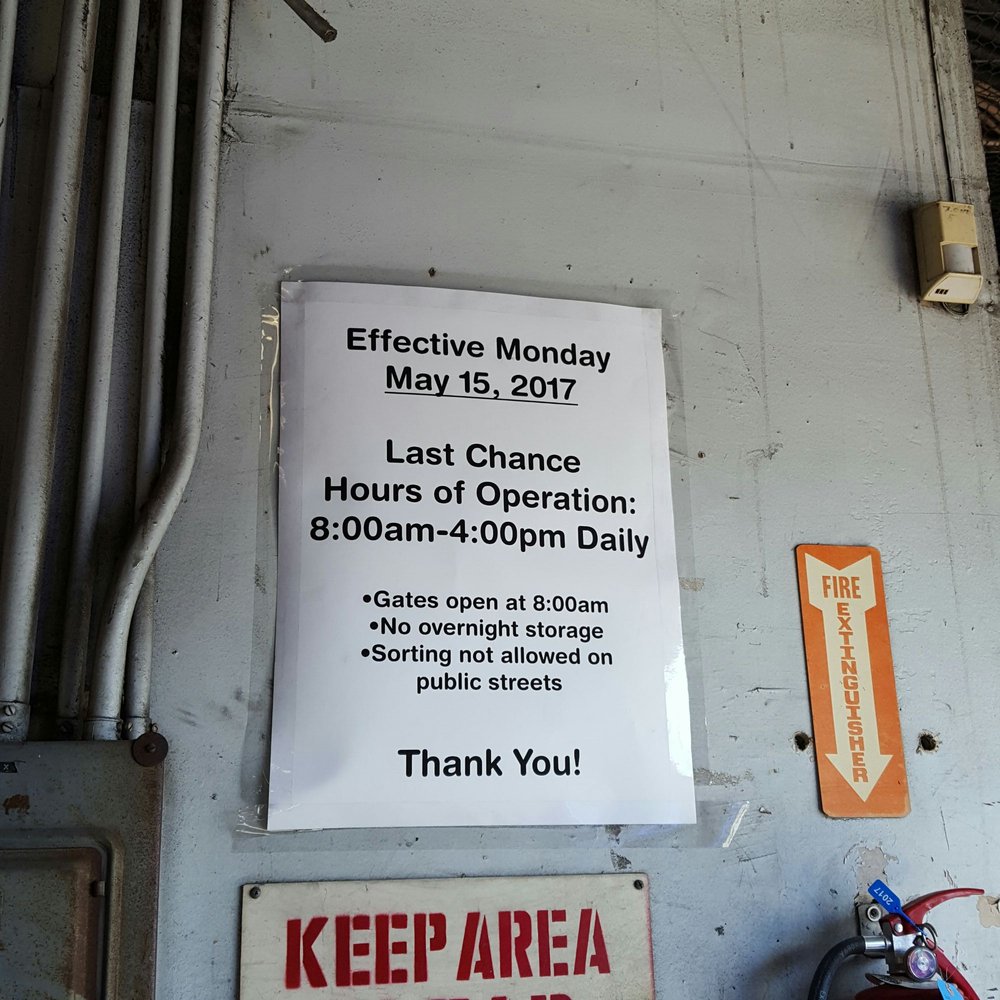 Effective Monday
May 15, 2017
Last Chance
Hours of Operation:
8:00am-4:00pm Daily
•Gates open at 8:00am
•No overnight storage
•Sorting not allowed on
public streets
Thank You!
FIRE
EXTINGUISHER
KEEP AREA
2017